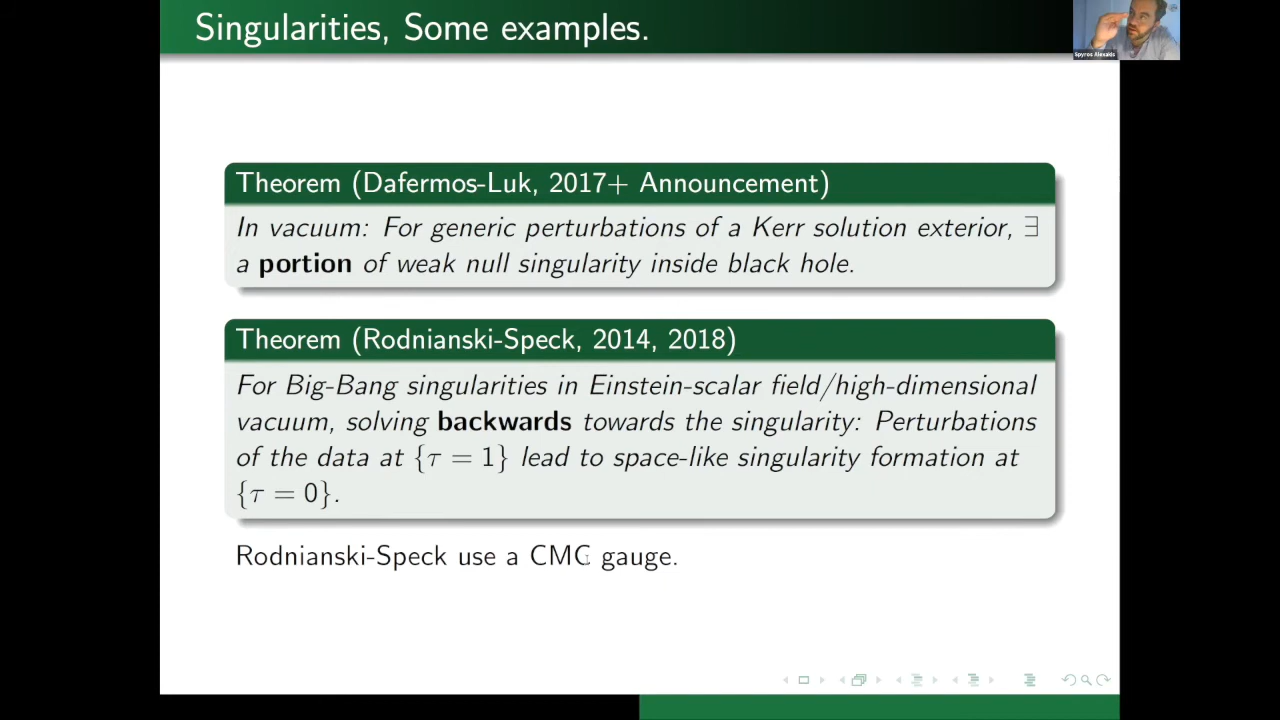 Singularities, Some examples.
Spyros Alexakis
Theorem (Dafermos-Luk, 2017+ Announcement)
In vacuum: For generic perturbations of a Kerr solution exterior, ∃
a portion of weak null singularity inside black hole.
Theorem (Rodnianski-Speck, 2014, 2018)
For Big-Bang singularities in Einstein-scalar field/high-dimensional
vacuum, solving backwards towards the singularity: Perturbations
of the data at {τ = 1} lead to space-like singularity formation at
{τ = 0}.
Rodnianski-Speck use a CMC gauge.